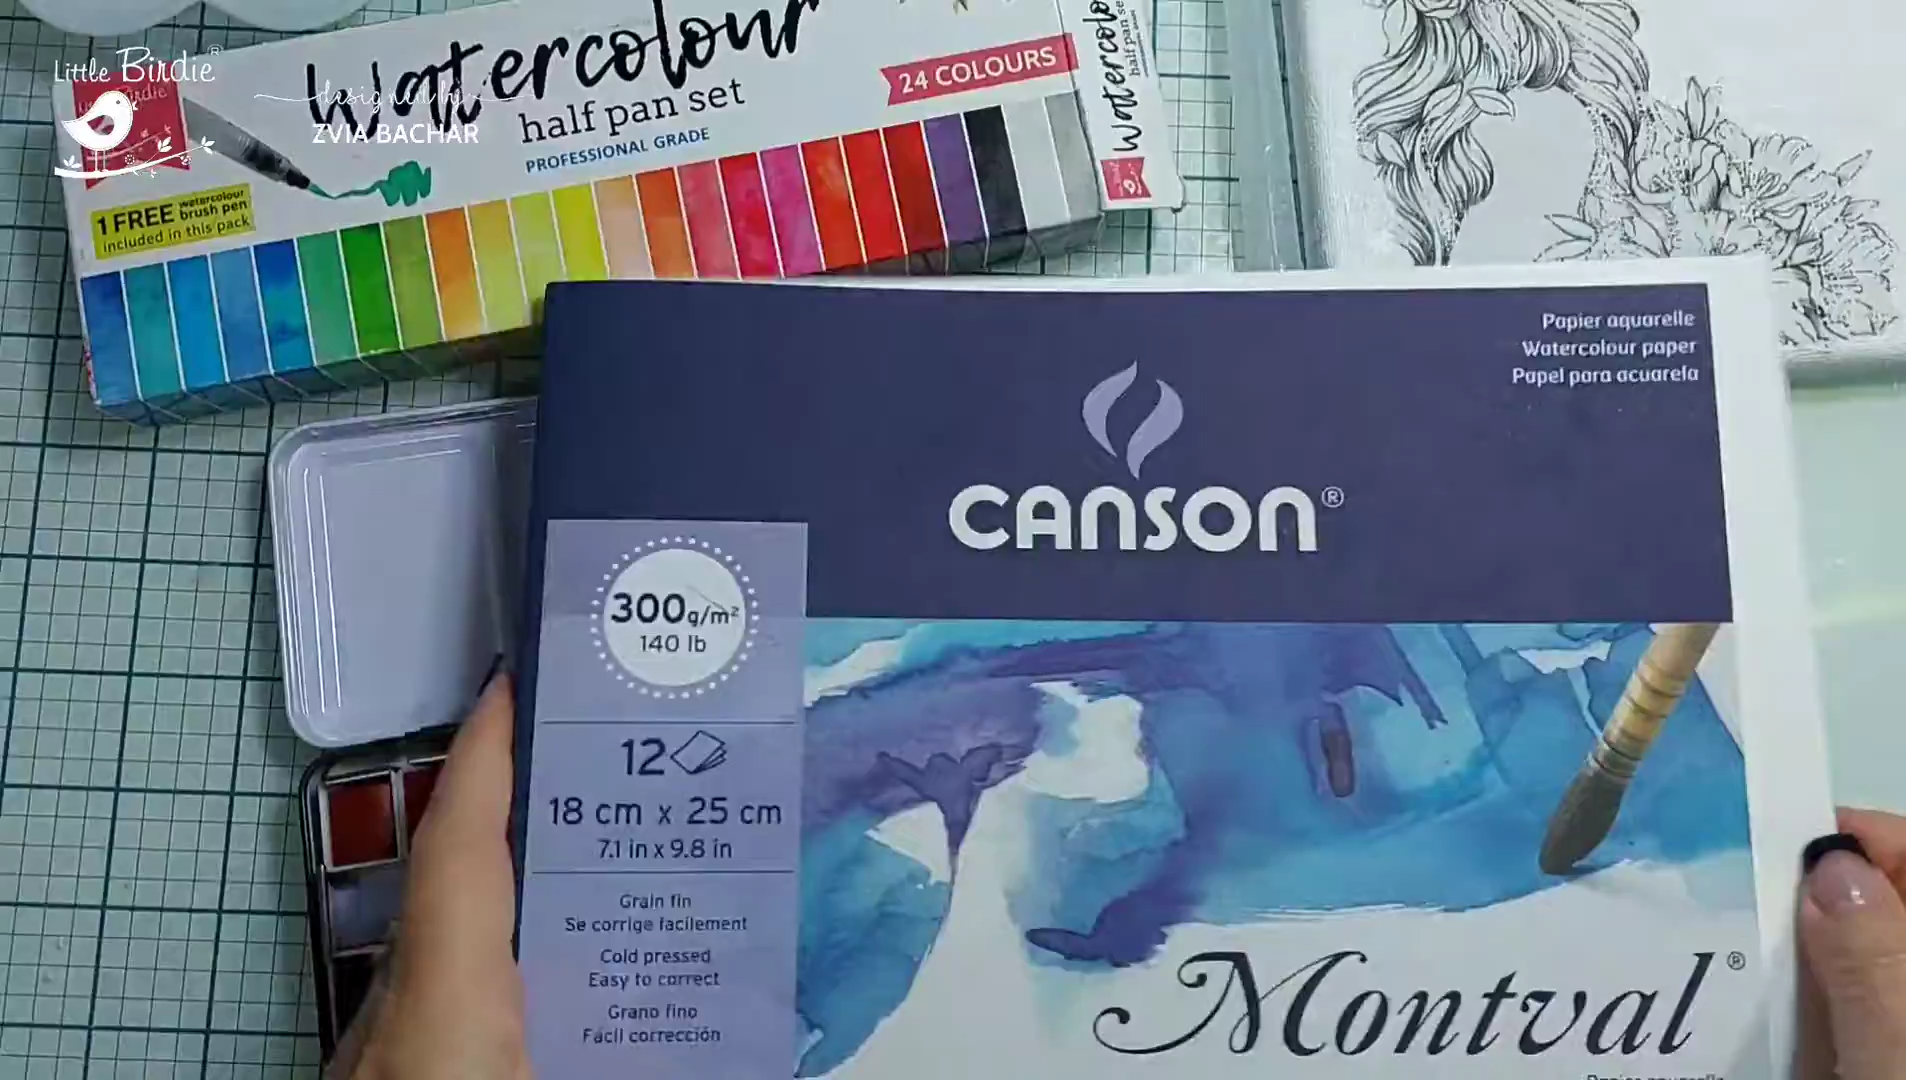 Little Birdie®
designed by
ZVIA BACHAR
watercolour
half pan set
PROFESSIONAL GRADE
24 COLOURS
1 FREE watercolour
brush pen
included in this pack
Papier aquarelle
Watercolour paper
Papel para acuarela
CANSON®
300g/m²
140 lb
12
18 cm x 25 cm
7.1 in x 9.8 in
Grain fin
Se corrige facilement
Cold pressed
Easy to correct
Grano fino
Fácil corrección
Montval®